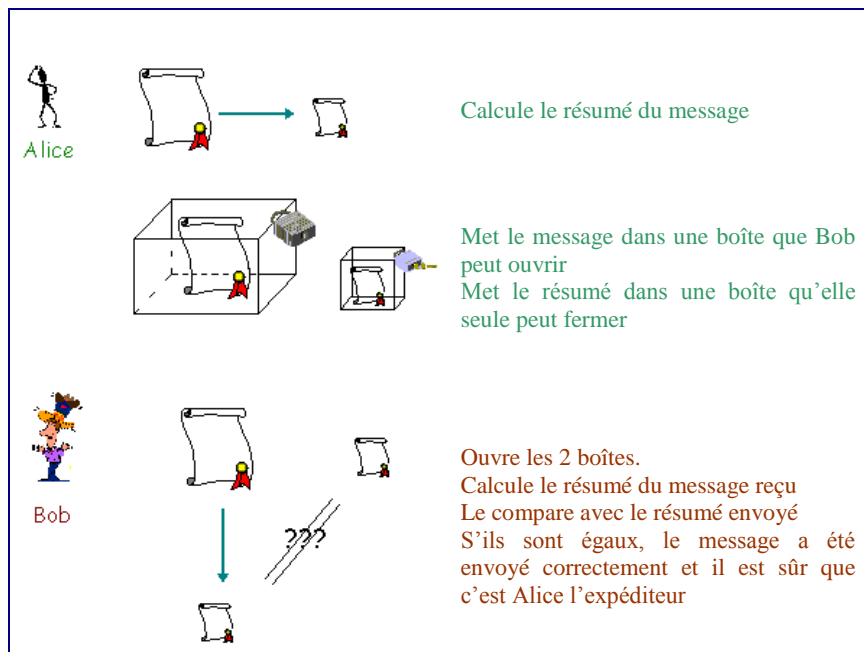 Calcule le résumé du message
Alice
Met le message dans une boîte que Bob
peut ouvrir
Met le résumé dans une boîte qu'elle
seule peut fermer
Bob
Ouvre les 2 boîtes.
Calcule le résumé du message reçu
Le compare avec le résumé envoyé
S'ils sont égaux, le message a été
envoyé correctement et il est sûr que
c'est Alice l'expéditeur
???